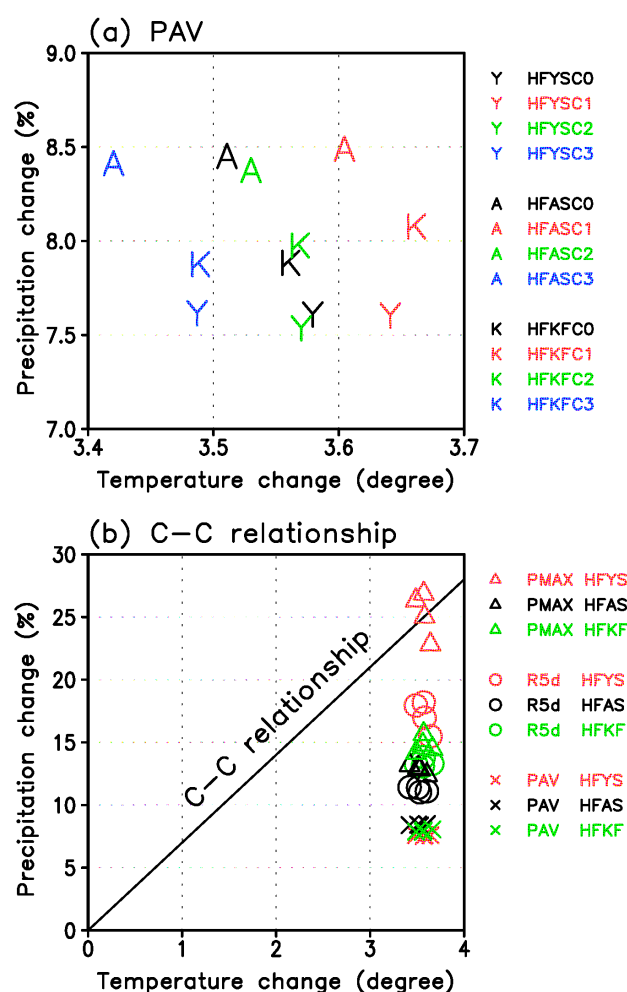 (a) PAV
9.0
8.5
8.0
7.5
7.0
3.4 3.5 3.6 3.7
Precipitation change (%)
Temperature change (degree)
A A A A
K K K K
Y Y Y Y
Y HFYSC0
Y HFYSC1
Y HFYSC2
Y HFYSC3
A HFASC0
A HFASC1
A HFASC2
A HFASC3
K HFKFC0
K HFKFC1
K HFKFC2
K HFKFC3
(b) C-C relationship
30
25
20
15
10
5
0
0 1 2 3 4
Precipitation change (%)
Temperature change (degree)
C-C relationship
PMAX HFYS
PMAX HFAS
PMAX HFKF
R5d HFYS
R5d HFAS
R5d HFKF
PAV HFYS
PAV HFAS
PAV HFKF